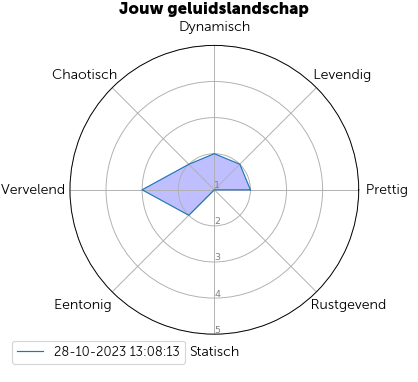 Jouw geluidslandschap
Dynamisch
Chaotisch
Levendig
Vervelend
Prettig
1
2
3
4
5
Eentonig
Rustgevend
Statisch
28-10-2023 13:08:13